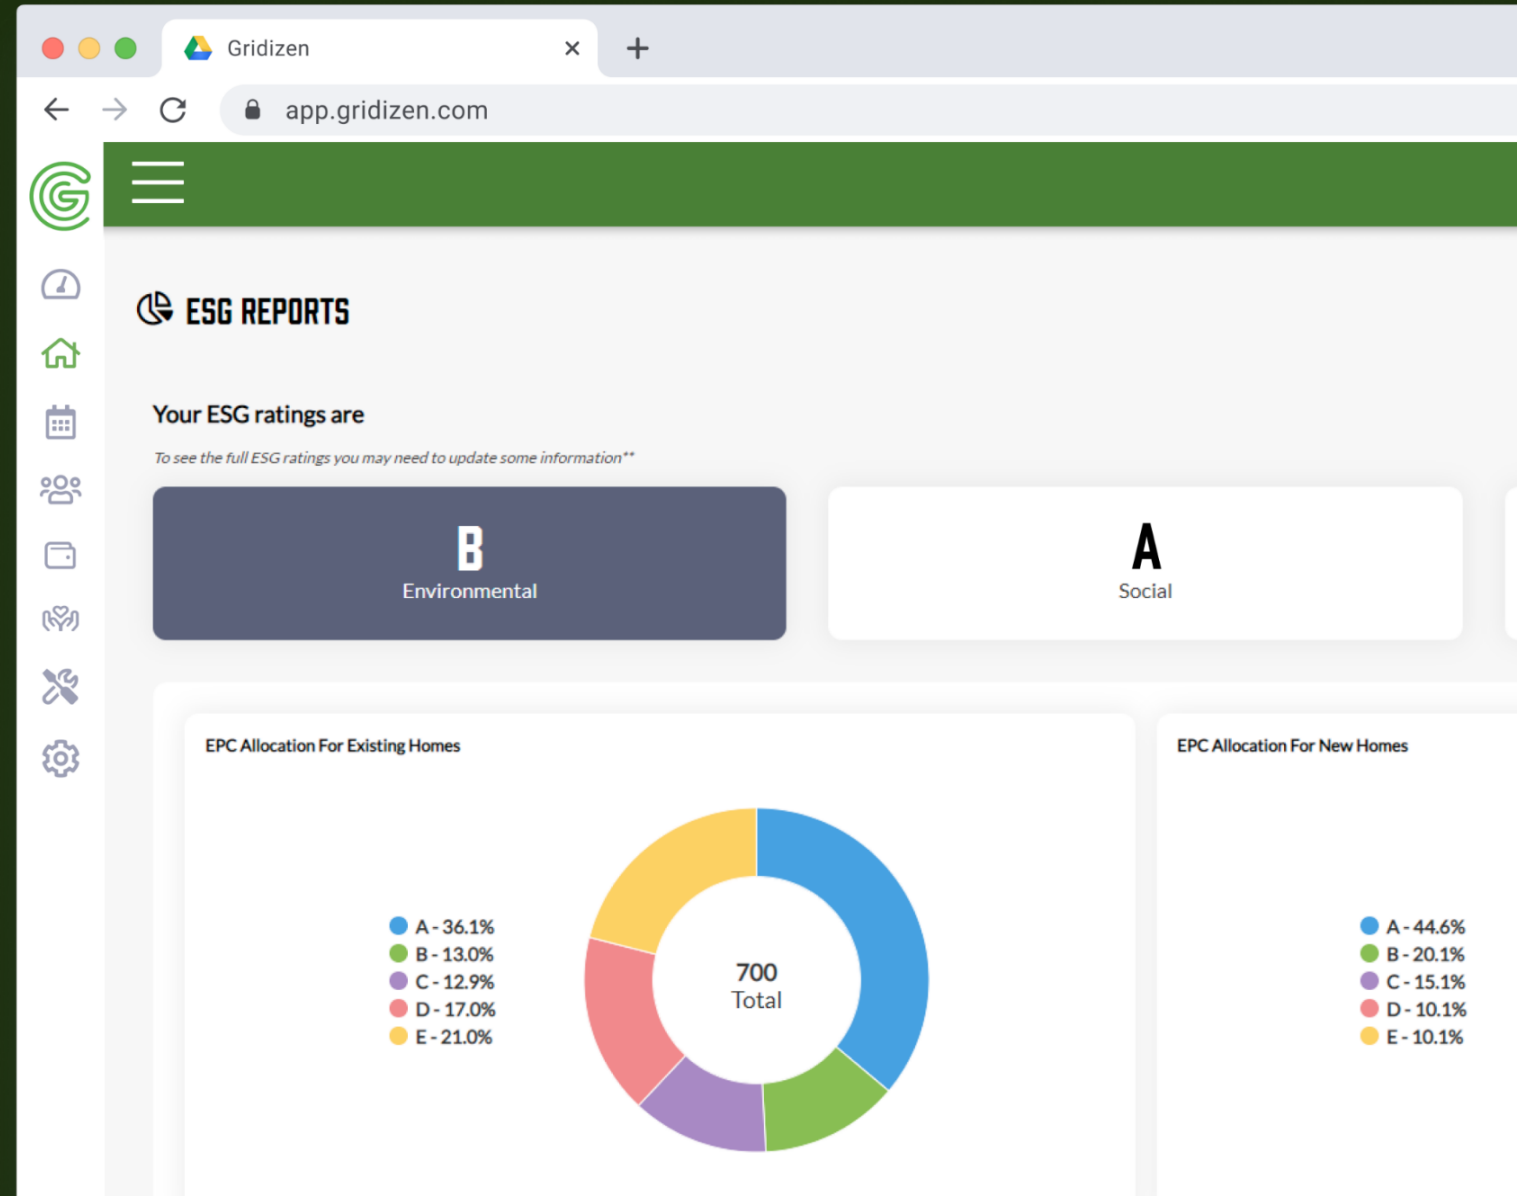 Gridizen
app.gridizen.com
ESG REPORTS
Your ESG ratings are
To see the full ESG ratings you may need to update some information**
B
Environmental
A
Social
EPC Allocation For Existing Homes
A - 36.1%
B - 13.0%
C - 12.9%
D - 17.0%
E - 21.0%
700
Total
EPC Allocation For New Homes
A - 44.6%
B - 20.1%
C - 15.1%
D - 10.1%
E - 10.1%